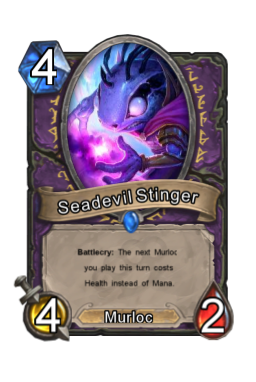 4
Seadevil Stinger
Battlecry: The next Murloc
you play this turn costs
Health instead of Mana.
4
Murloc
2